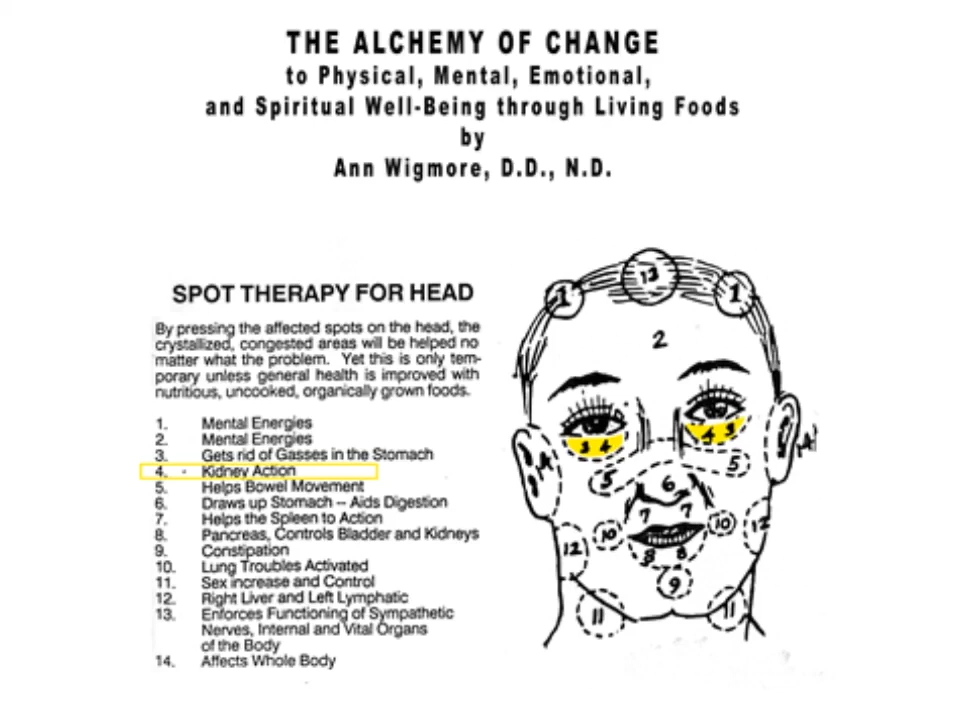 THE ALCHEMY OF CHANGE
to Physical, Mental, Emotional,
and Spiritual Well-Being through Living Foods
by
Ann Wigmore, D.D., N.D.
SPOT THERAPY FOR HEAD
By pressing the affected spots on the head, the
crystallized, congested areas will be helped no
matter what the problem. Yet this is only tem-
porary unless general health is improved with
nutritious, uncooked, organically grown foods.
1. Mental Energies
2. Mental Energies
3. Gets rid of Gasses in the Stomach
4. Kidney Action
5. Helps Bowel Movement
6. Draws up Stomach -- Aids Digestion
7. Helps the Spleen to Action
8. Pancreas, Controls Bladder and Kidneys
9. Constipation
10. Lung Troubles Activated
11. Sex increase and Control
12. Right Liver and Left Lymphatic
13. Enforces Functioning of Sympathetic
Nerves, Internal and Vital Organs
of the Body
14. Affects Whole Body
1 13 1
2
3 4 4 3
14 14
5 5
6
7 7
10 10
12 12
8 8
9
11 11